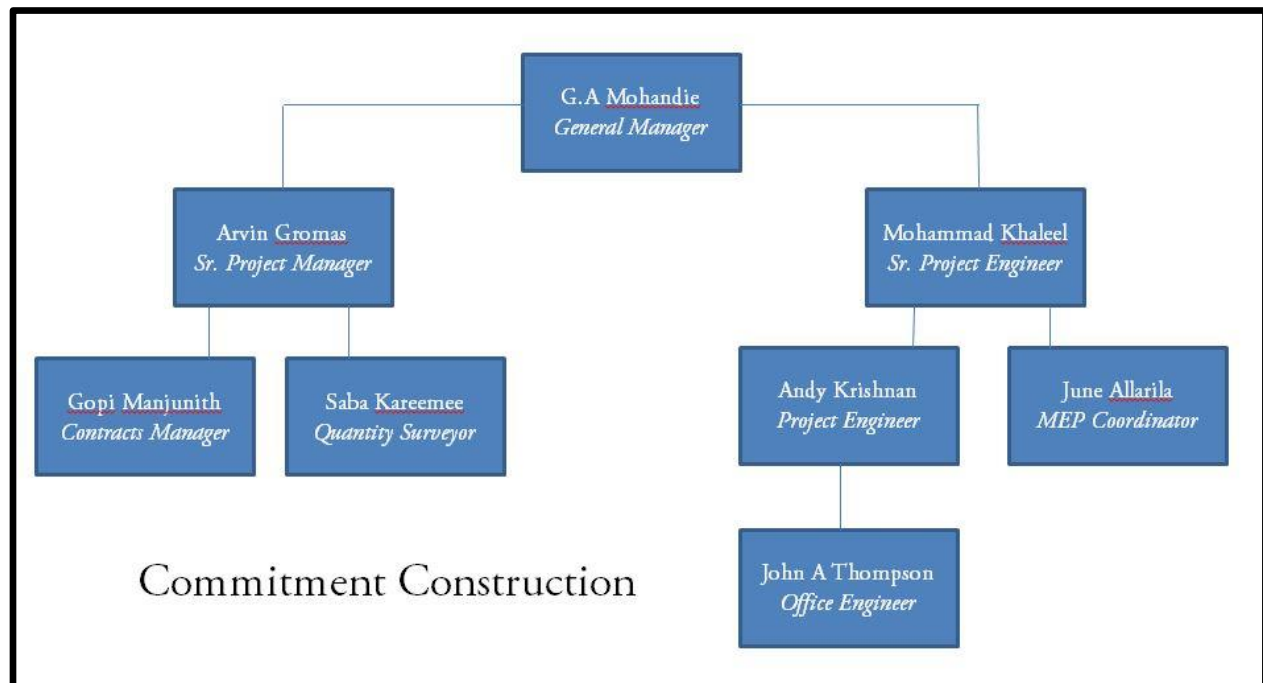 G.A Mohandie
General Manager
Arvin Gromas
Sr. Project Manager
Mohammad Khaleel
Sr. Project Engineer
Gopi Manjunith
Contracts Manager
Saba Kareemee
Quantity Surveyor
Andy Krishnan
Project Engineer
June Allarila
MEP Coordinator
John A Thompson
Office Engineer
Commitment Construction